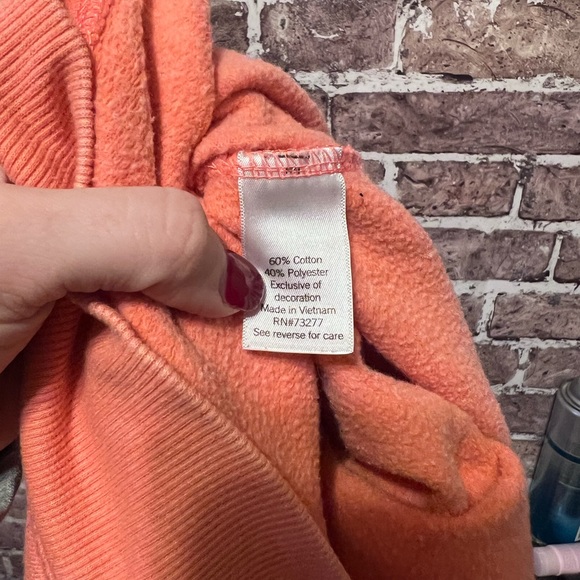 60% Cotton
40% Polyester
Exclusive of
decoration
Made in Vietnam
RN#73277
See reverse for care